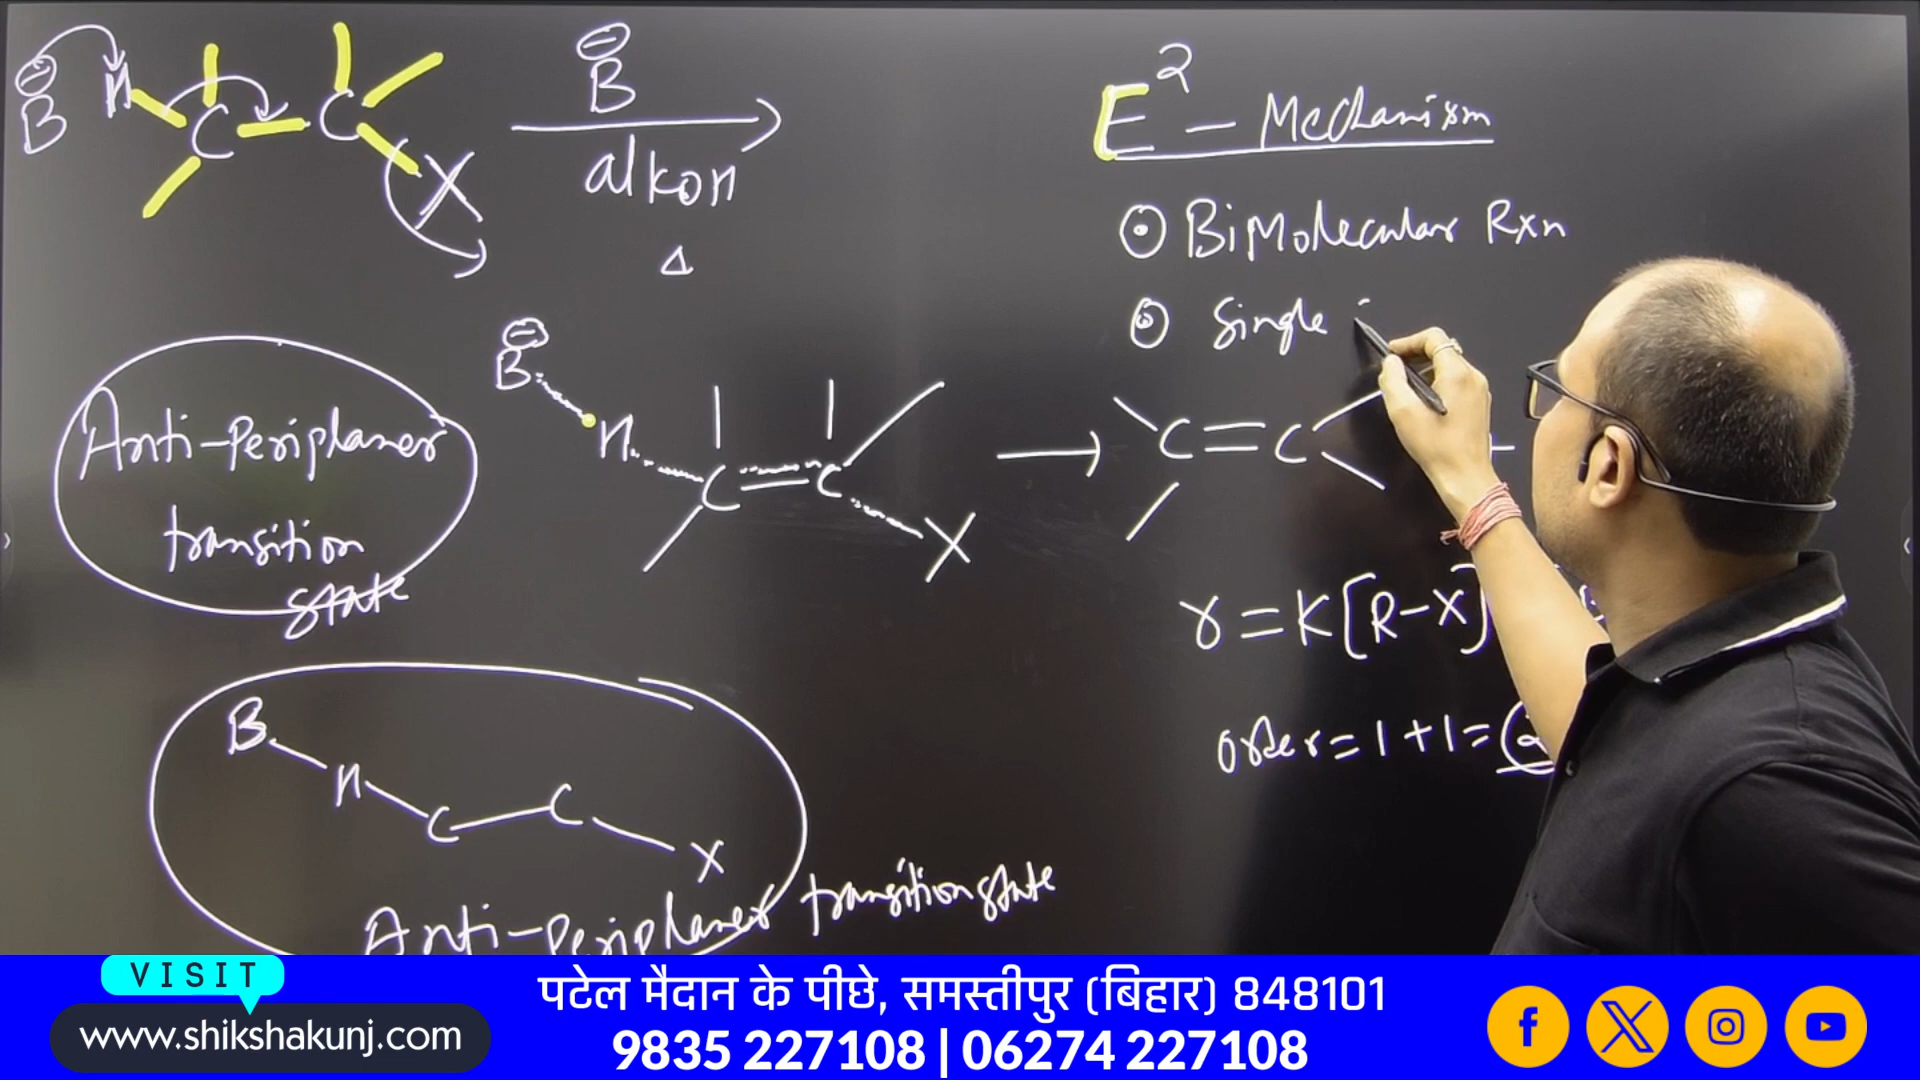 B⊖ H C C X
B⊖
alkoh
Δ
E² – Mechanism
⊙ BiMolecular Rxn
⊙ Single
Anti-Periplaner
transition
state
B⊖ H C = C X
⟶ C = C +
r = K[R–X]
order = 1 + 1 = 2
B H C C X
Anti-Periplaner transition state
VISIT
www.shikshakunj.com
पटेल मैदान के पीछे, समस्तीपुर (बिहार) 848101
9835 227108 | 06274 227108